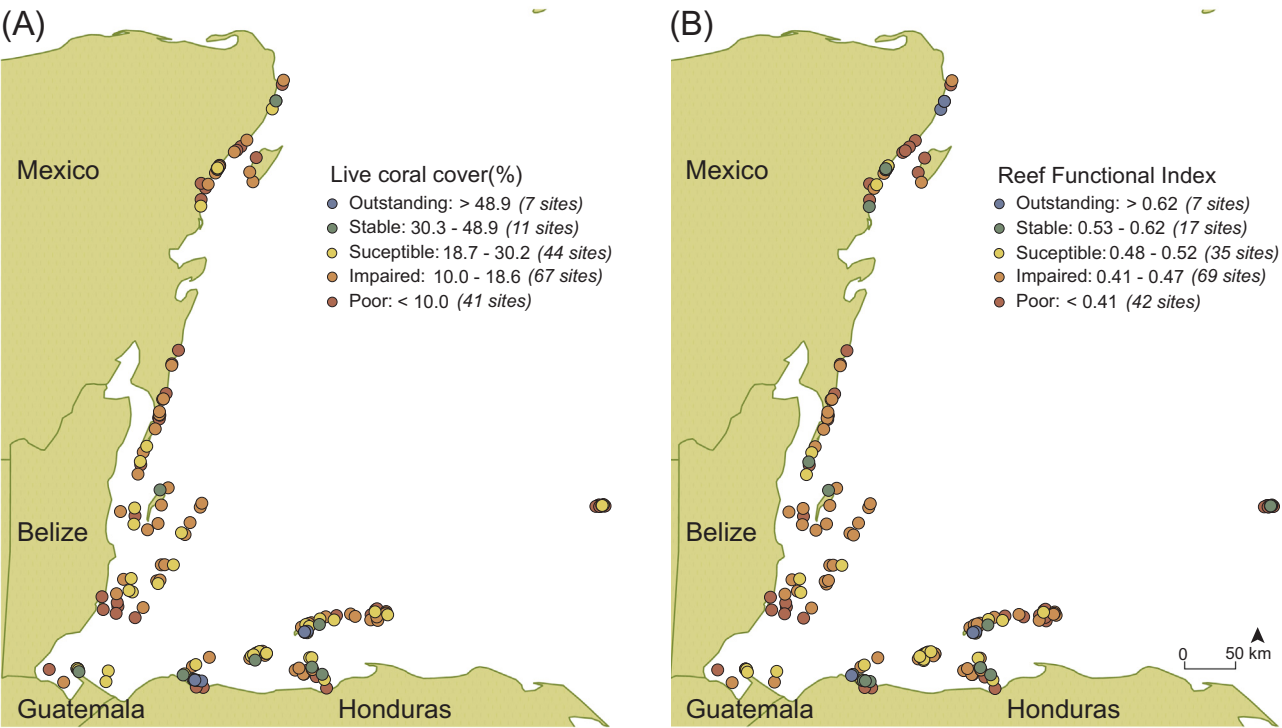 (A)
Mexico
Live coral cover(%)
Outstanding: > 48.9 (7 sites)
Stable: 30.3 - 48.9 (11 sites)
Suceptible: 18.7 - 30.2 (44 sites)
Impaired: 10.0 - 18.6 (67 sites)
Poor: < 10.0 (41 sites)
Belize
Guatemala
Honduras
(B)
Mexico
Reef Functional Index
Outstanding: > 0.62 (7 sites)
Stable: 0.53 - 0.62 (17 sites)
Suceptible: 0.48 - 0.52 (35 sites)
Impaired: 0.41 - 0.47 (69 sites)
Poor: < 0.41 (42 sites)
Belize
0 50 km
Guatemala
Honduras